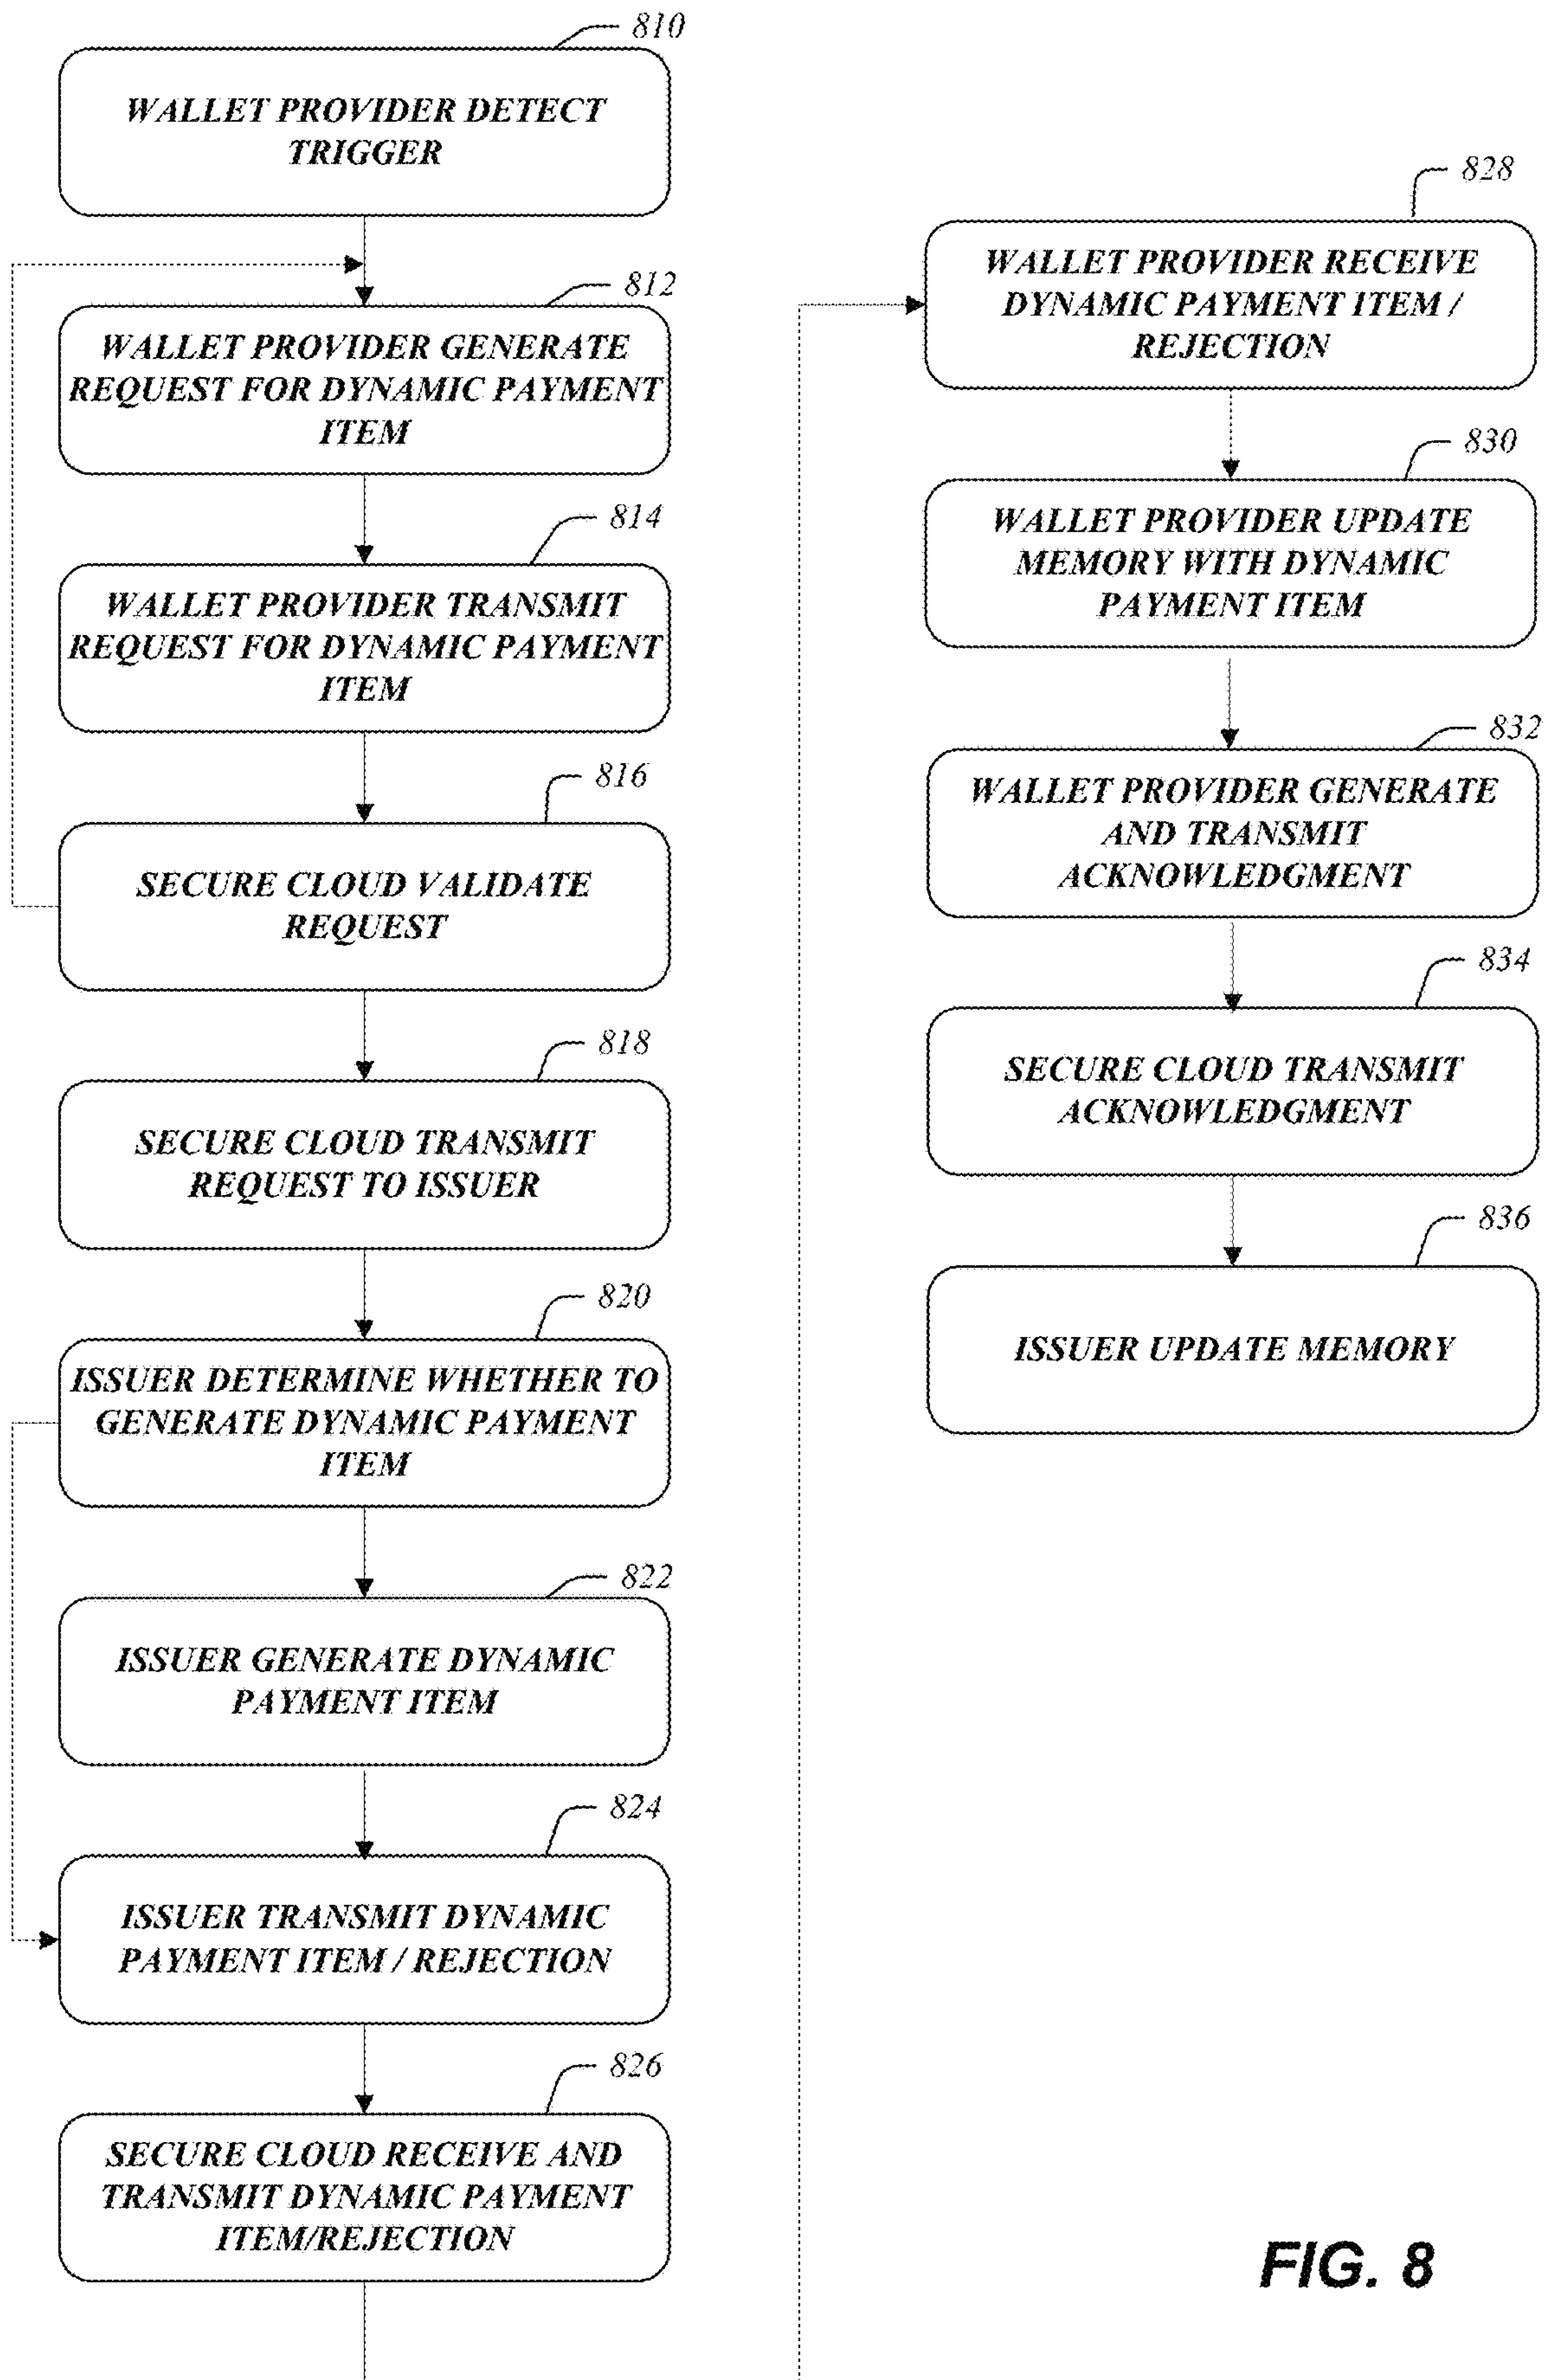 810
WALLET PROVIDER DETECT
TRIGGER
812
WALLET PROVIDER GENERATE
REQUEST FOR DYNAMIC PAYMENT
ITEM
814
WALLET PROVIDER TRANSMIT
REQUEST FOR DYNAMIC PAYMENT
ITEM
816
SECURE CLOUD VALIDATE
REQUEST
818
SECURE CLOUD TRANSMIT
REQUEST TO ISSUER
820
ISSUER DETERMINE WHETHER TO
GENERATE DYNAMIC PAYMENT
ITEM
822
ISSUER GENERATE DYNAMIC
PAYMENT ITEM
824
ISSUER TRANSMIT DYNAMIC
PAYMENT ITEM / REJECTION
826
SECURE CLOUD RECEIVE AND
TRANSMIT DYNAMIC PAYMENT
ITEM/REJECTION
828
WALLET PROVIDER RECEIVE
DYNAMIC PAYMENT ITEM /
REJECTION
830
WALLET PROVIDER UPDATE
MEMORY WITH DYNAMIC
PAYMENT ITEM
832
WALLET PROVIDER GENERATE
AND TRANSMIT
ACKNOWLEDGMENT
834
SECURE CLOUD TRANSMIT
ACKNOWLEDGMENT
836
ISSUER UPDATE MEMORY
FIG. 8